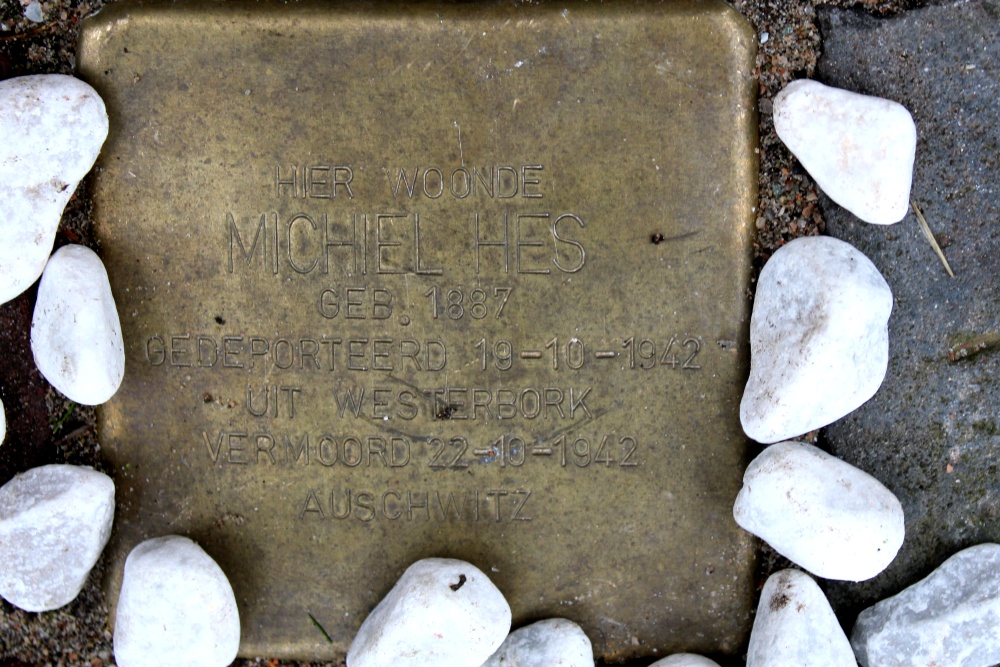 HIER WOONDE
MICHIEL HES
GEB. 1887
GEDEPORTEERD 19-10-1942
UIT WESTERBORK
VERMOORD 22-10-1942
AUSCHWITZ